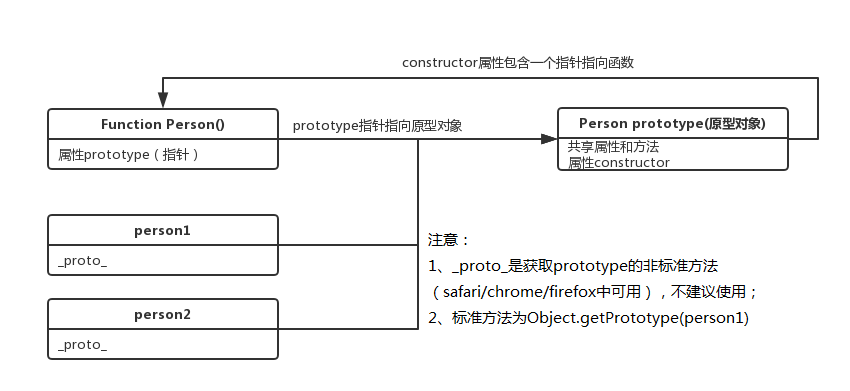 constructor属性包含一个指针指向函数
Function Person()
prototype指针指向原型对象
Person prototype(原型对象)
属性prototype（指针）
共享属性和方法
属性constructor
person1
_proto_
注意：
1、_proto_是获取prototype的非标准方法
（safari/chrome/firefox中可用），不建议使用；
2、标准方法为Object.getPrototype(person1)
person2
_proto_